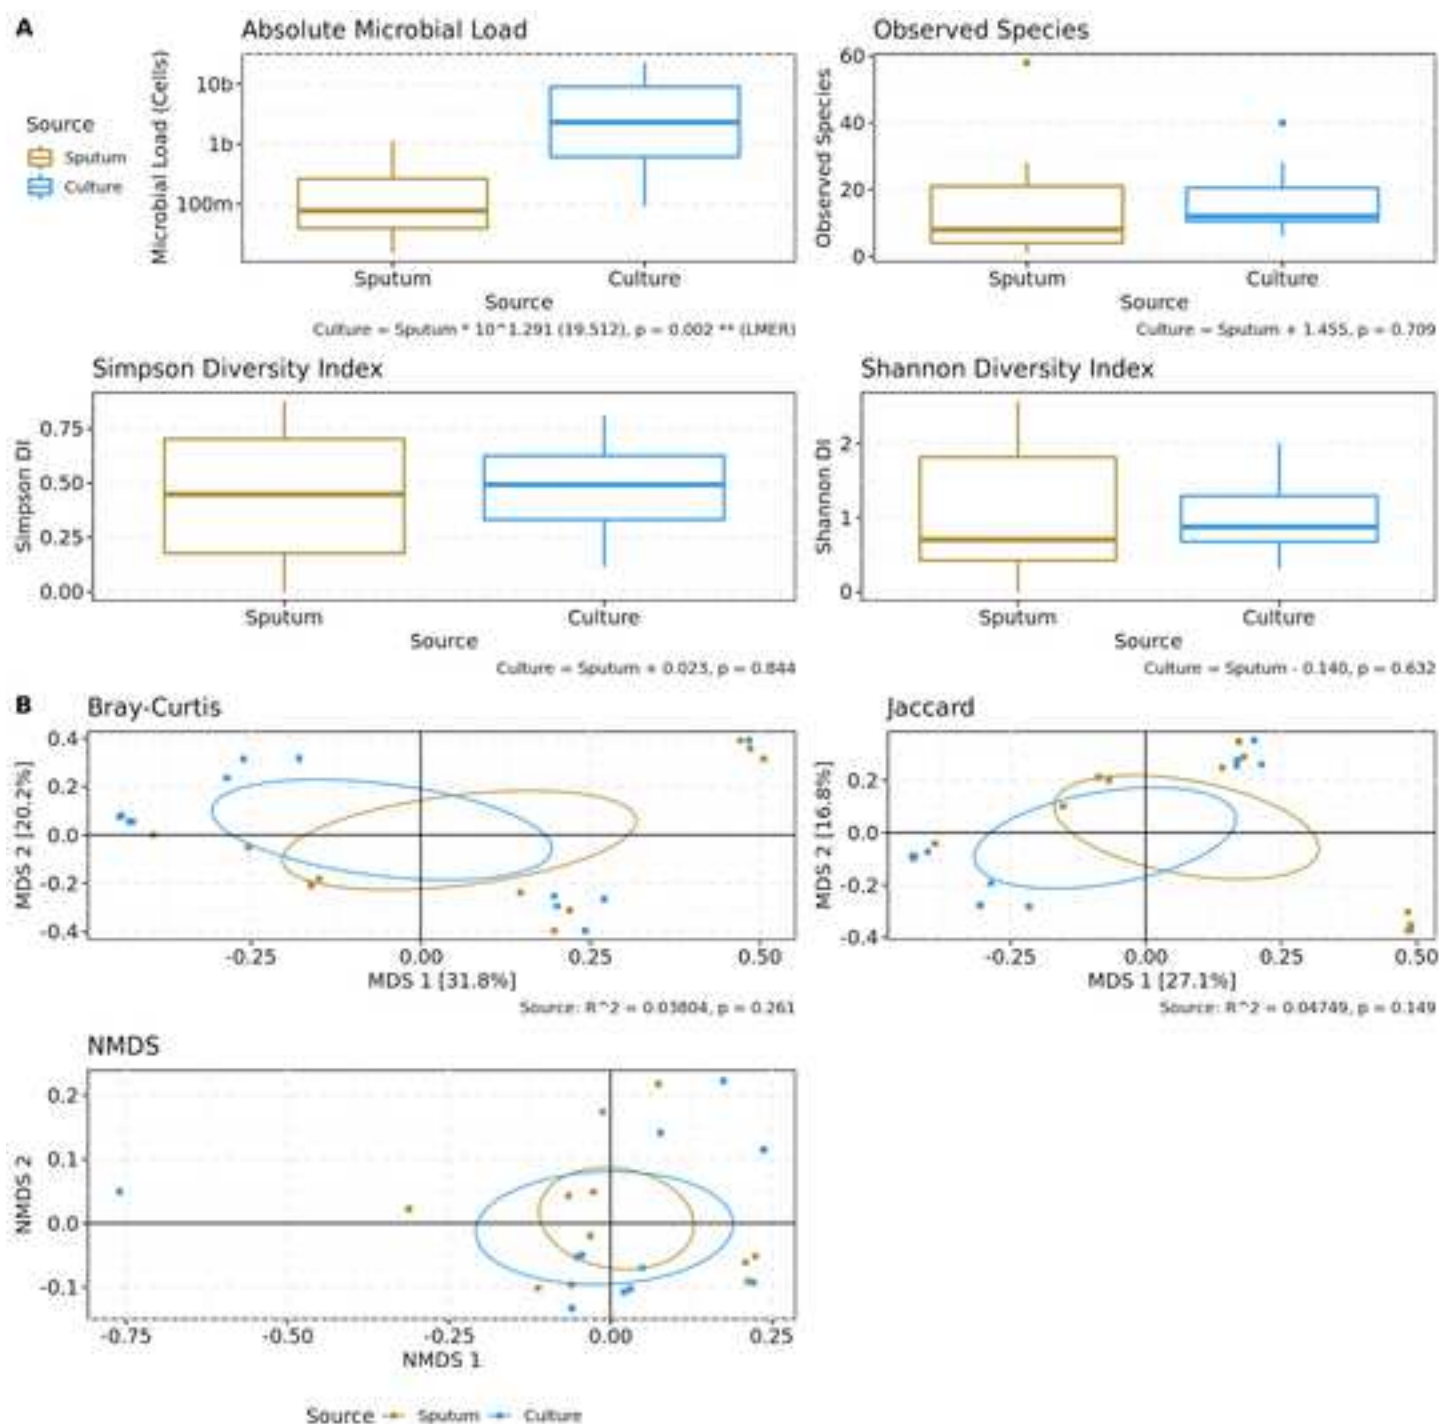 A
Absolute Microbial Load
Observed Species
Source
Sputum
Culture
Microbial Load (Cells)
10b
1b
100m
Sputum
Culture
Source
Culture = Sputum * 10^1.291 (19.512), p = 0.002 ** (LMER)
Observed Species
60
40
20
0
Sputum
Culture
Source
Culture = Sputum + 1.455, p = 0.709
Simpson Diversity Index
Shannon Diversity Index
Simpson DI
0.75
0.50
0.25
0.00
Sputum
Culture
Source
Culture = Sputum + 0.023, p = 0.844
Shannon DI
2
1
0
Sputum
Culture
Source
Culture = Sputum - 0.140, p = 0.632
B
Bray-Curtis
Jaccard
MDS 2 [20.2%]
0.4
0.2
0.0
-0.2
-0.4
-0.25
0.00
0.25
0.50
MDS 1 [31.8%]
Source: R^2 = 0.03804, p = 0.261
MDS 2 [16.8%]
0.2
0.0
-0.2
-0.4
-0.25
0.00
0.25
0.50
MDS 1 [27.1%]
Source: R^2 = 0.04749, p = 0.149
NMDS
NMDS 2
0.2
0.1
0.0
-0.1
-0.75
-0.50
-0.25
0.00
0.25
NMDS 1
Source
Sputum
Culture